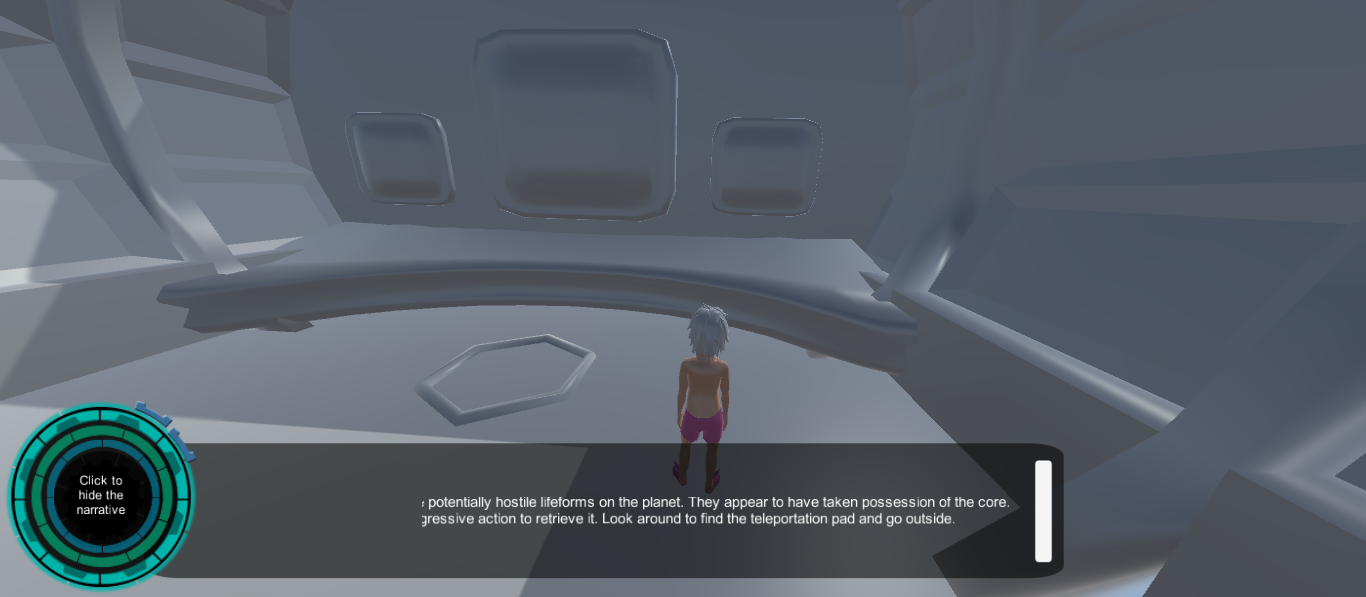 Click to
hide the
narrative
potentially hostile lifeforms on the planet. They appear to have taken possession of the core.
gressive action to retrieve it. Look around to find the teleportation pad and go outside.